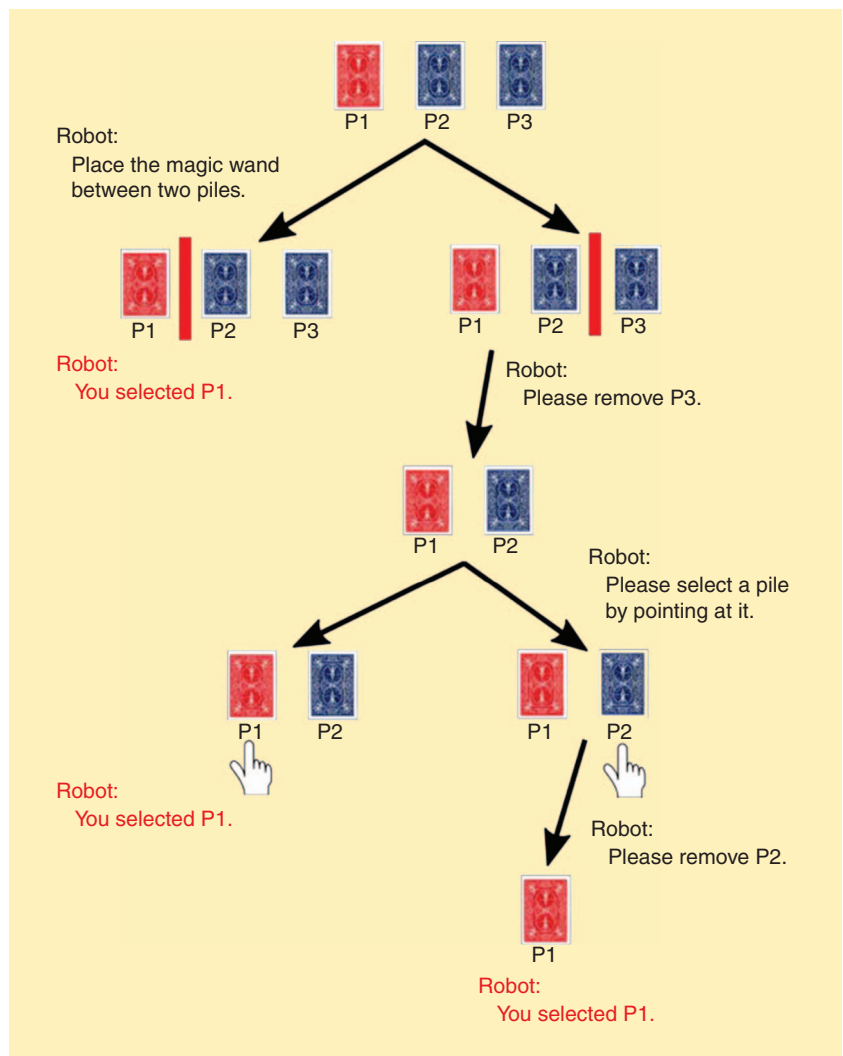 P1 P2 P3
Robot:
Place the magic wand
between two piles.
P1 P2 P3
P1 P2 P3
Robot:
You selected P1.
Robot:
Please remove P3.
P1 P2
Robot:
Please select a pile
by pointing at it.
P1 P2
P1 P2
Robot:
You selected P1.
Robot:
Please remove P2.
P1
Robot:
You selected P1.